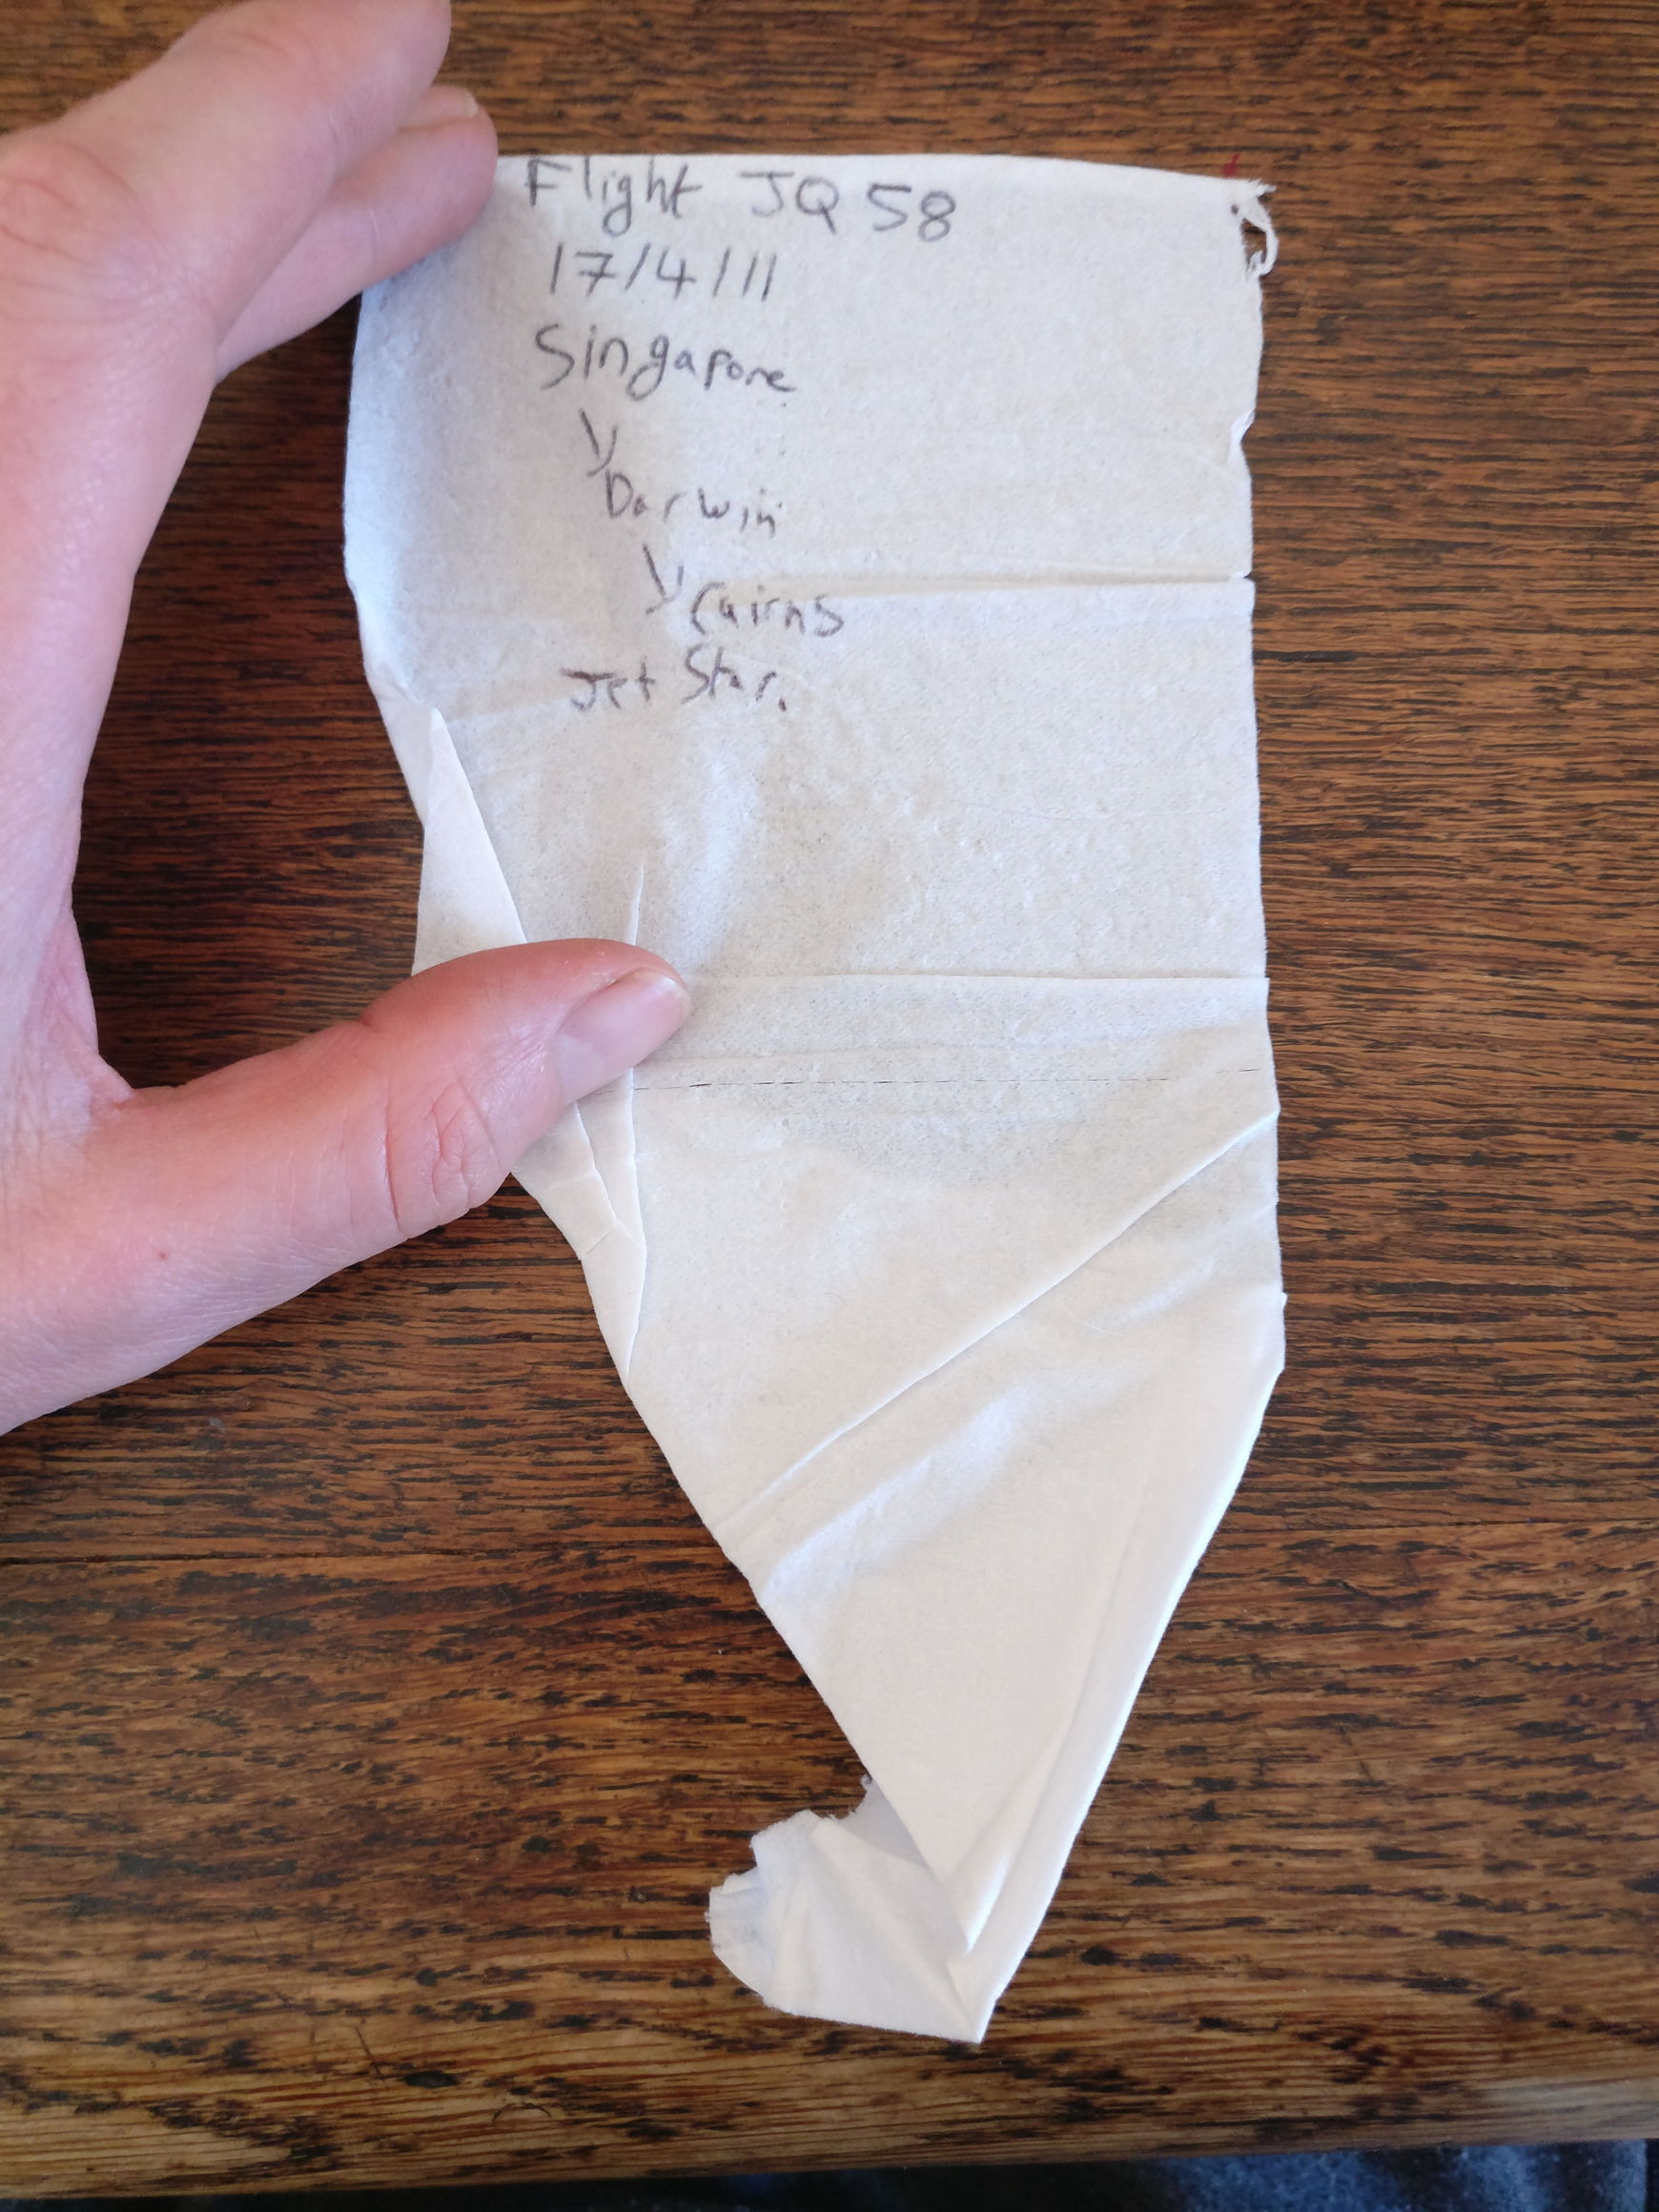 Flight JQ 58
17/4/11
Singapore
Darwin
Cairns
Jet Star.